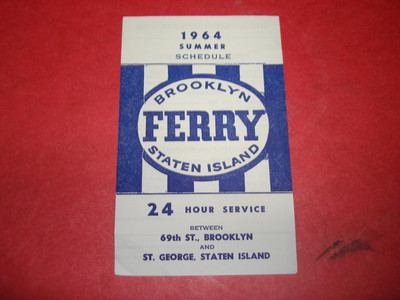 1964
SUMMER
SCHEDULE
BROOKLYN
FERRY
STATEN ISLAND
24 HOUR SERVICE
BETWEEN
69th ST., BROOKLYN
AND
ST. GEORGE, STATEN ISLAND